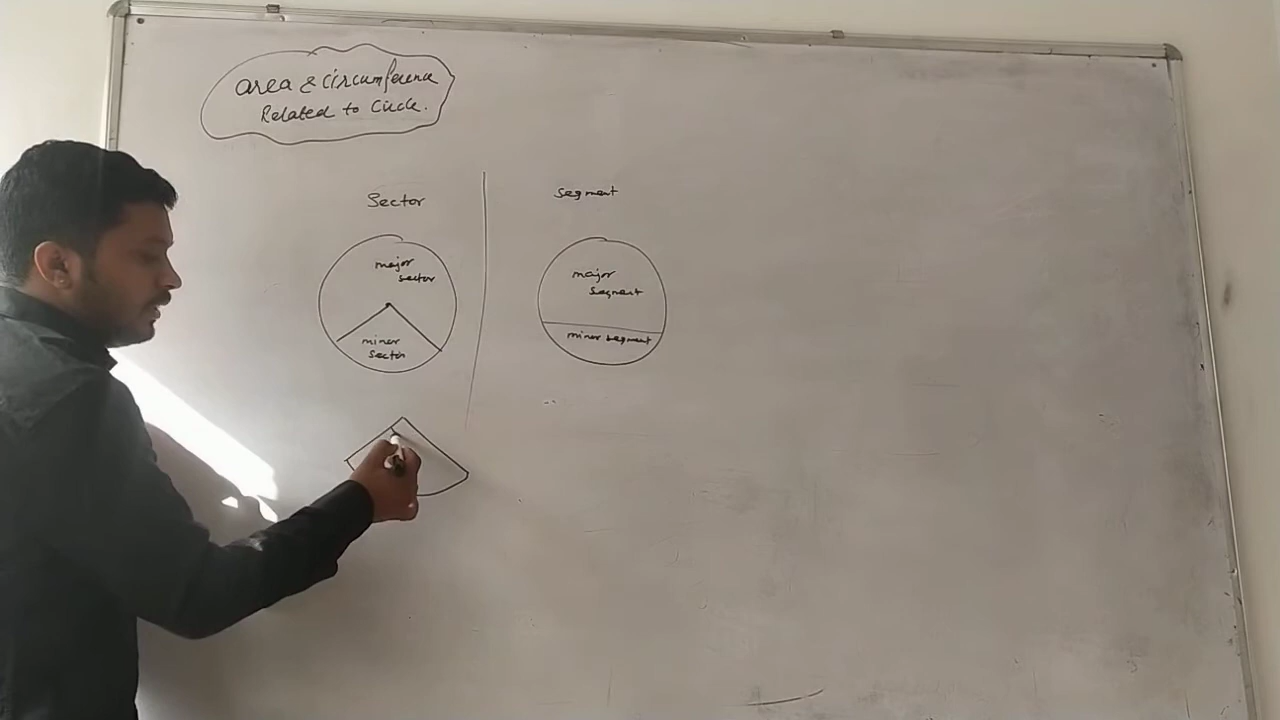 area & circumference
Related to Circle.
Sector
major
sector
minor
sector
Segment
major
segment
minor segment